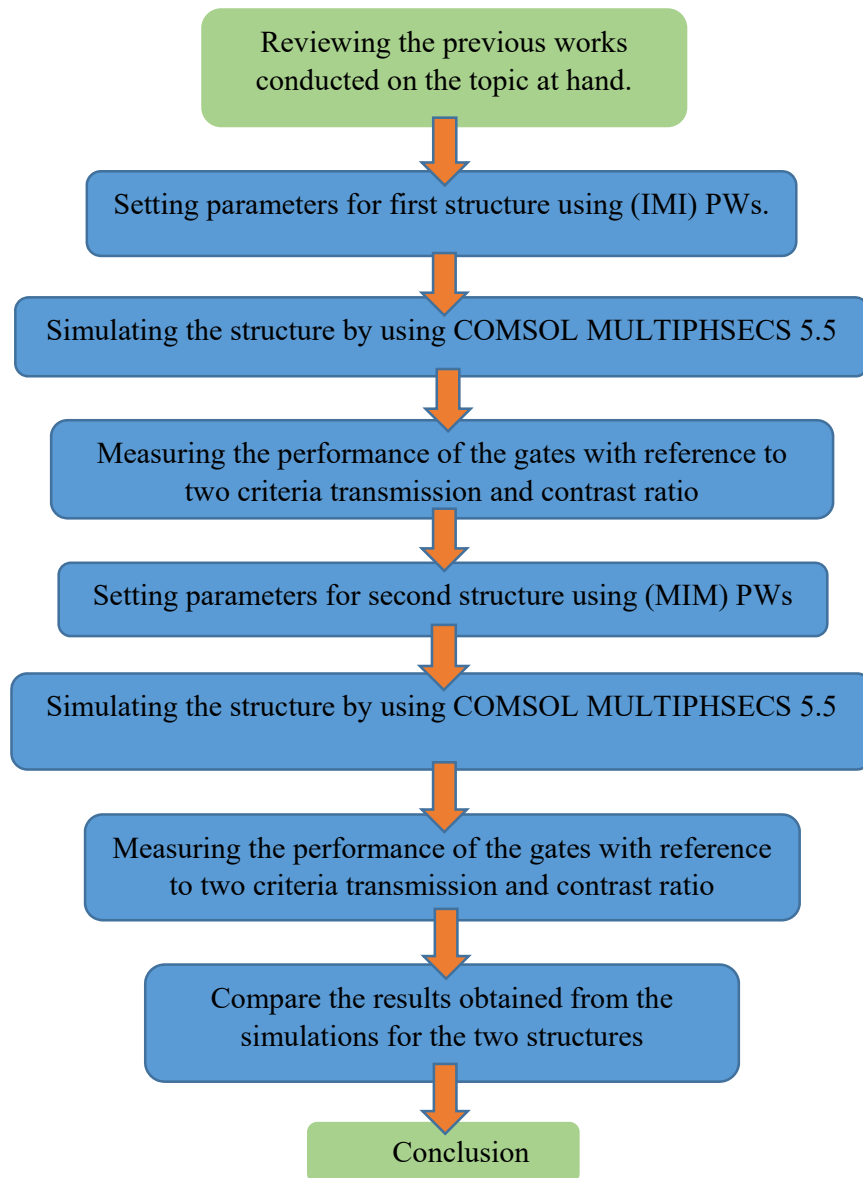 Reviewing the previous works
conducted on the topic at hand.
Setting parameters for first structure using (IMI) PWs.
Simulating the structure by using COMSOL MULTIPHSECS 5.5
Measuring the performance of the gates with reference to
two criteria transmission and contrast ratio
Setting parameters for second structure using (MIM) PWs
Simulating the structure by using COMSOL MULTIPHSECS 5.5
Measuring the performance of the gates with reference
to two criteria transmission and contrast ratio
Compare the results obtained from the
simulations for the two structures
Conclusion